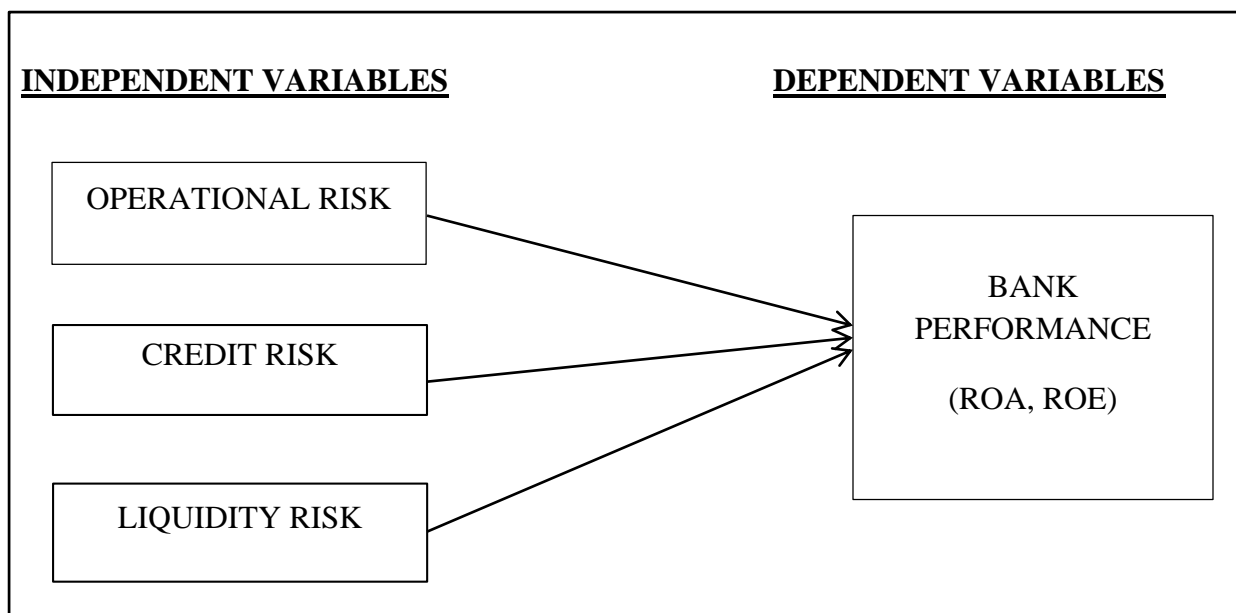 INDEPENDENT VARIABLES
DEPENDENT VARIABLES
OPERATIONAL RISK
CREDIT RISK
LIQUIDITY RISK
BANK
PERFORMANCE
(ROA, ROE)